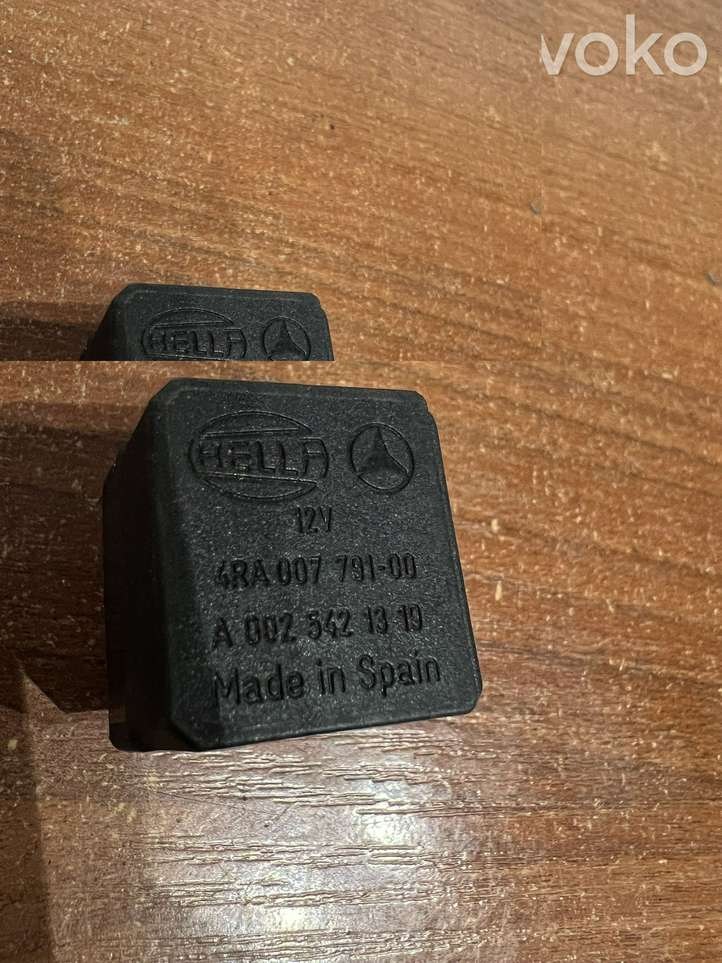 voko
HELLA
HELLA
12V
4RA 007 791-00
A 002 542 13 19
Made in Spain